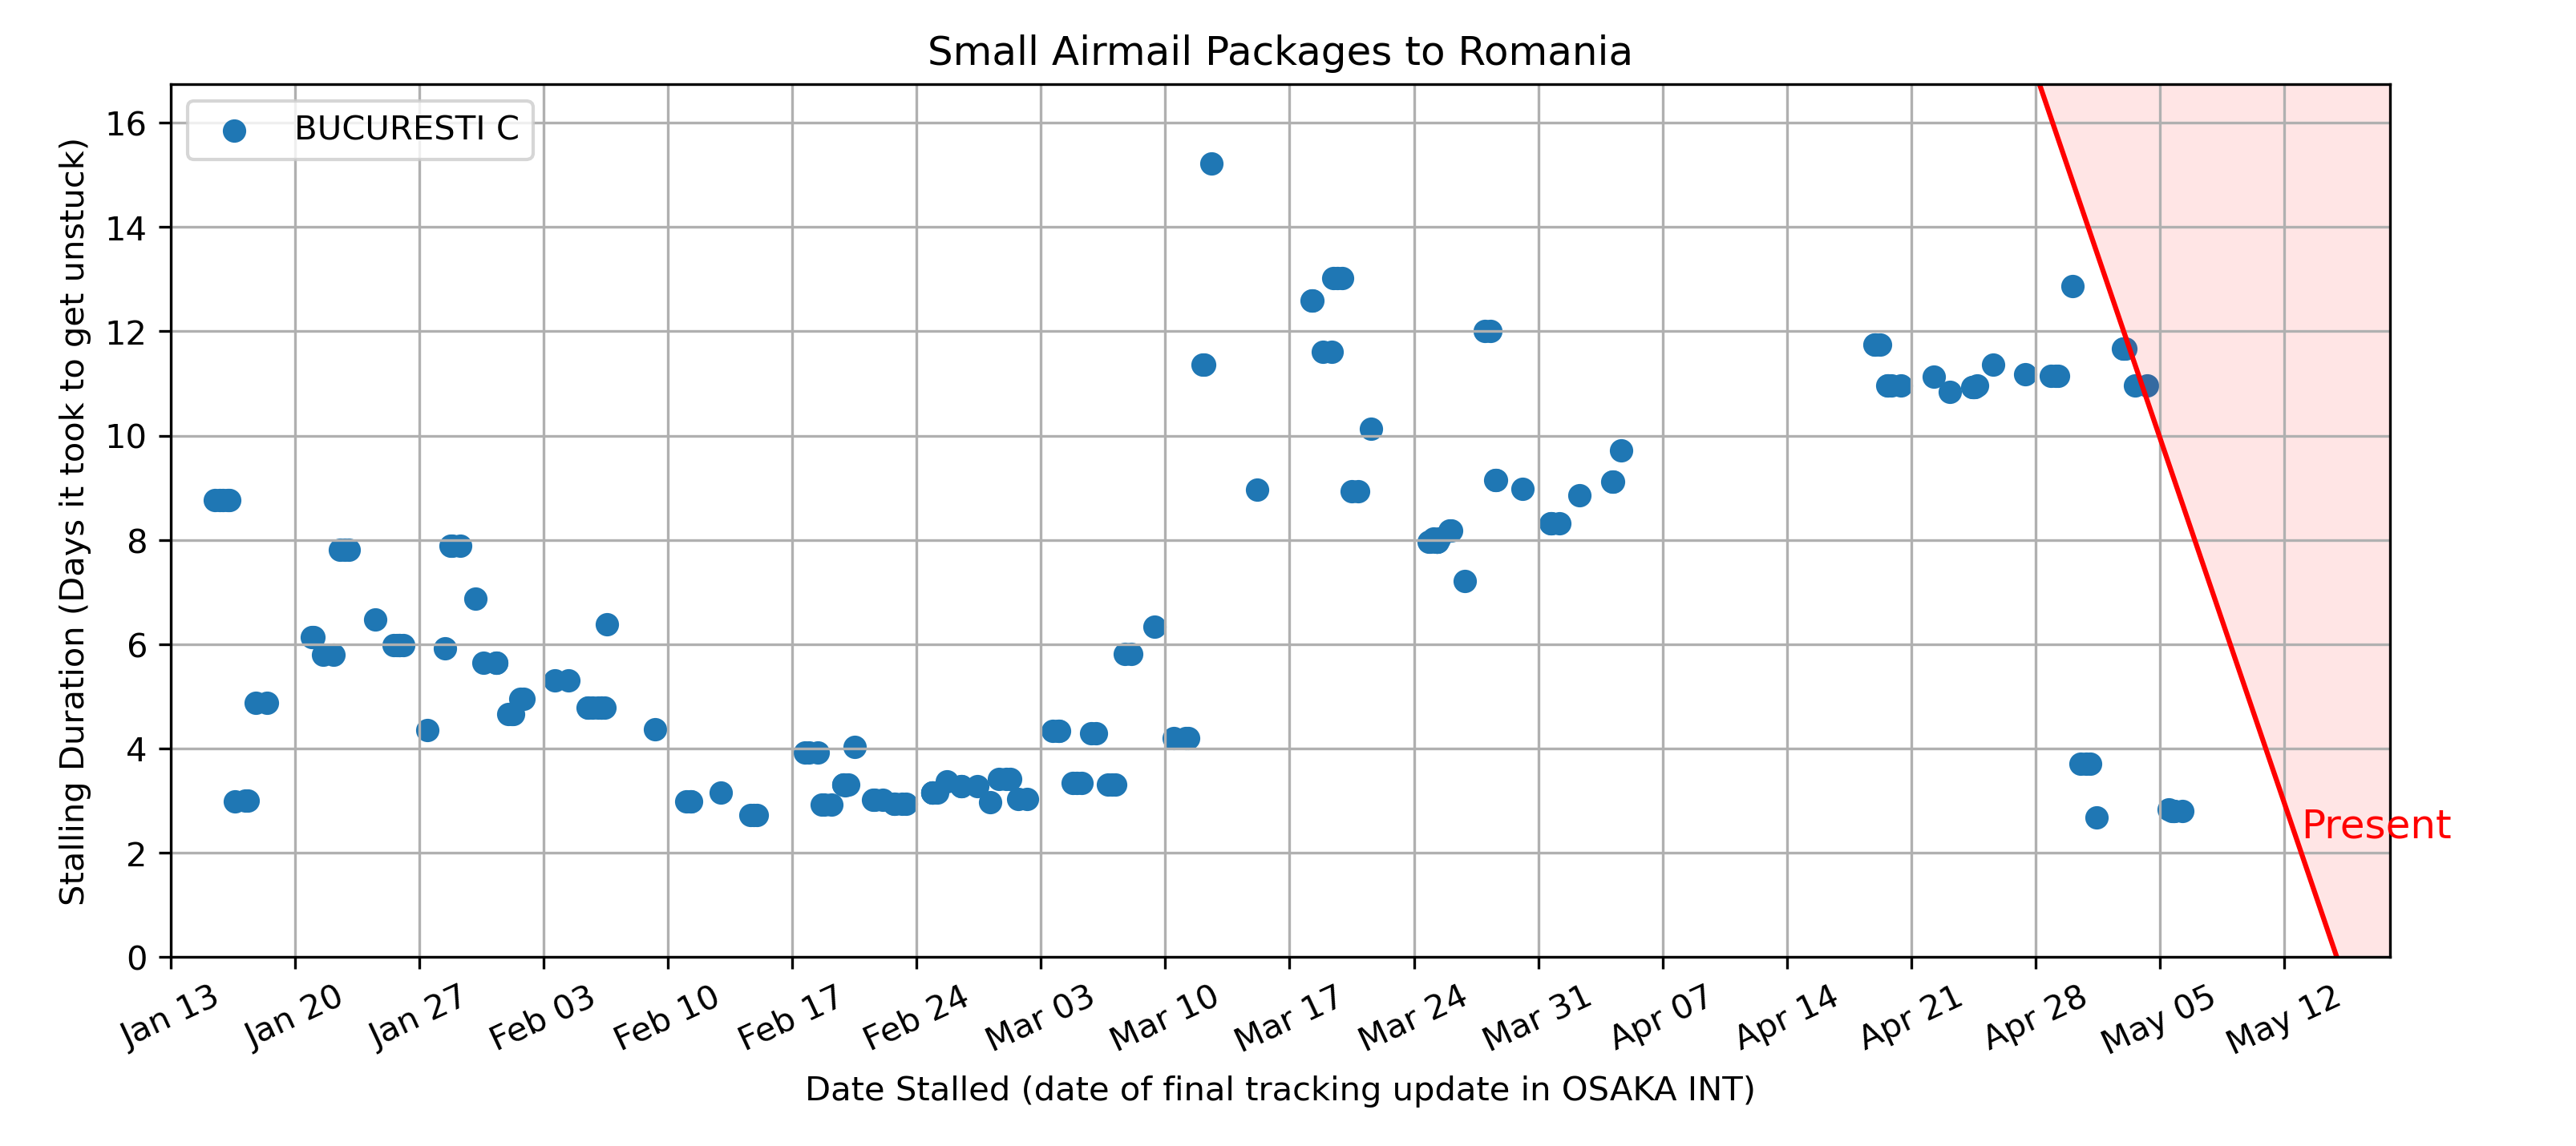 Small Airmail Packages to Romania
BUCURESTI C
Stalling Duration (Days it took to get unstuck)
16
14
12
10
8
6
4
2
0
Present
Jan 13
Jan 20
Jan 27
Feb 03
Feb 10
Feb 17
Feb 24
Mar 03
Mar 10
Mar 17
Mar 24
Mar 31
Apr 07
Apr 14
Apr 21
Apr 28
May 05
May 12
Date Stalled (date of final tracking update in OSAKA INT)